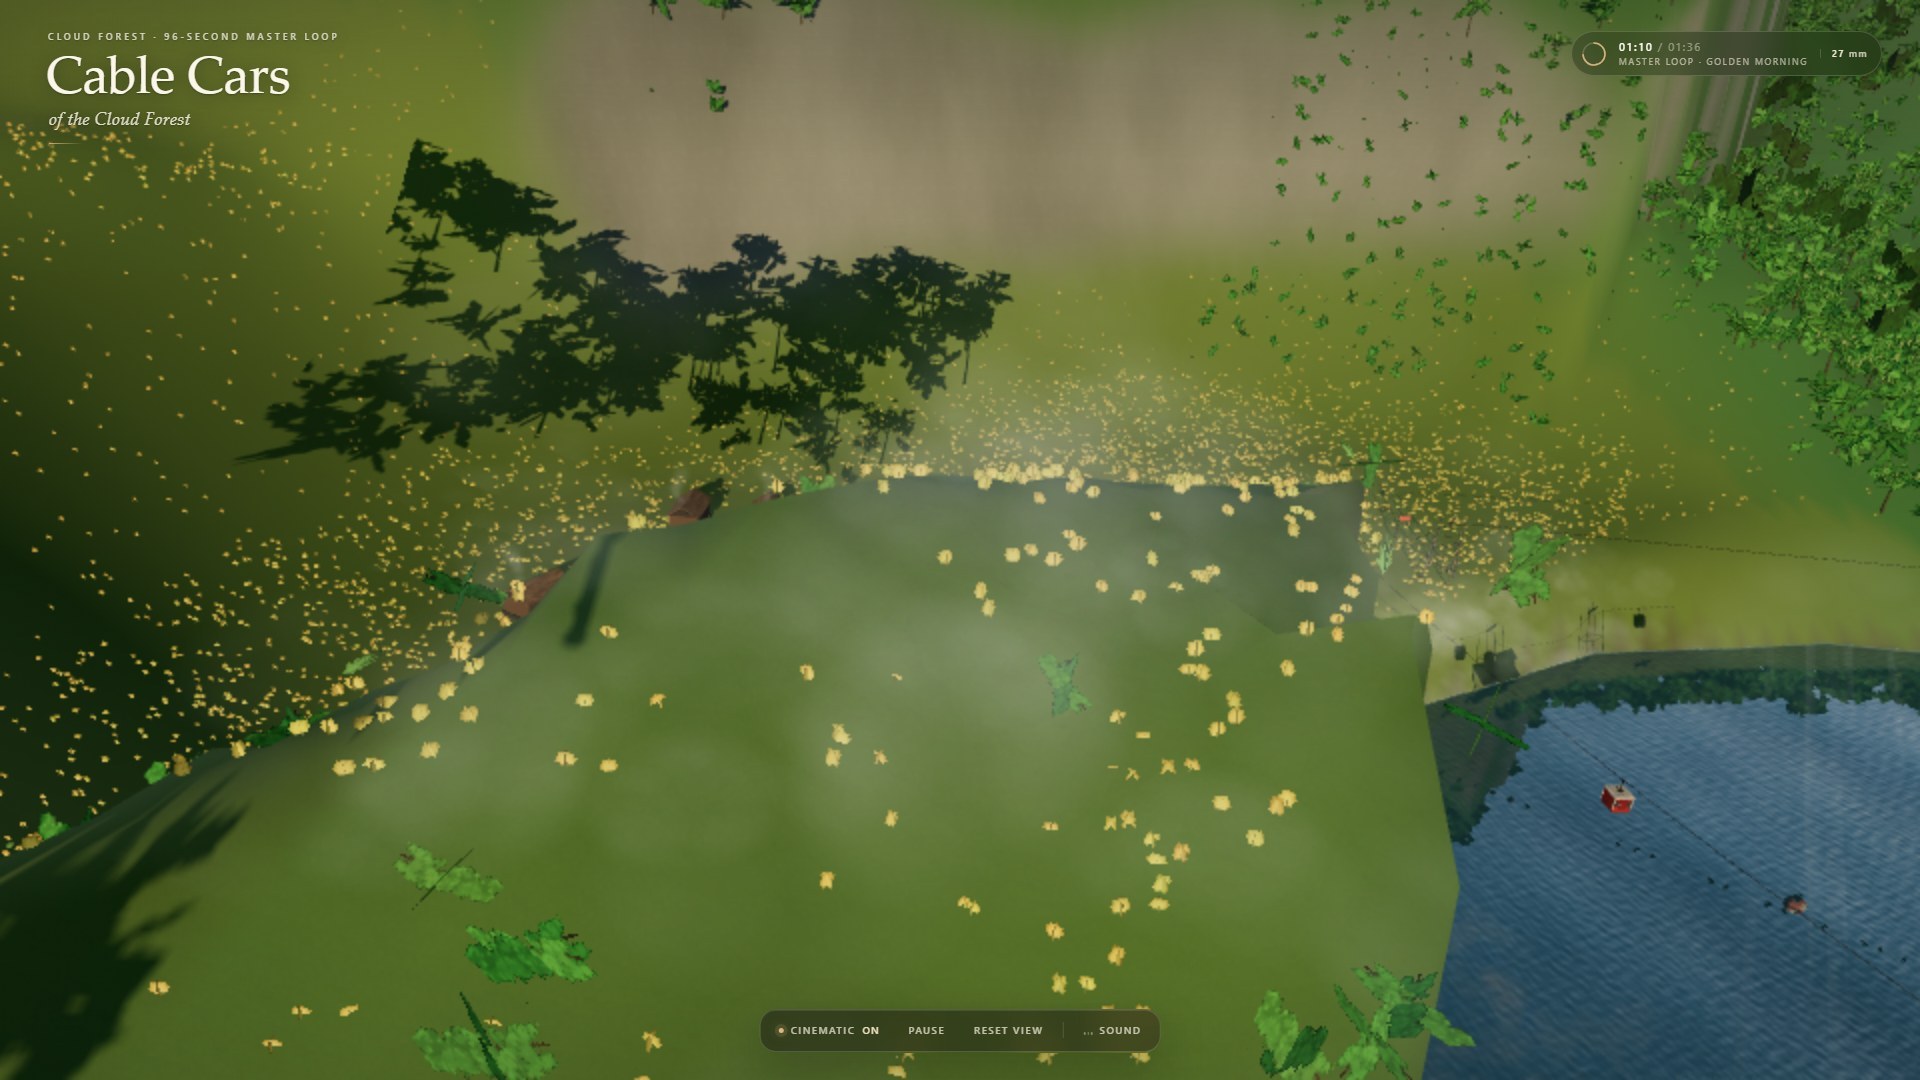 CLOUD FOREST · 96-SECOND MASTER LOOP
Cable Cars
of the Cloud Forest
01:10 / 01:36
MASTER LOOP · GOLDEN MORNING
27 mm
CINEMATIC ON
PAUSE
RESET VIEW
... SOUND